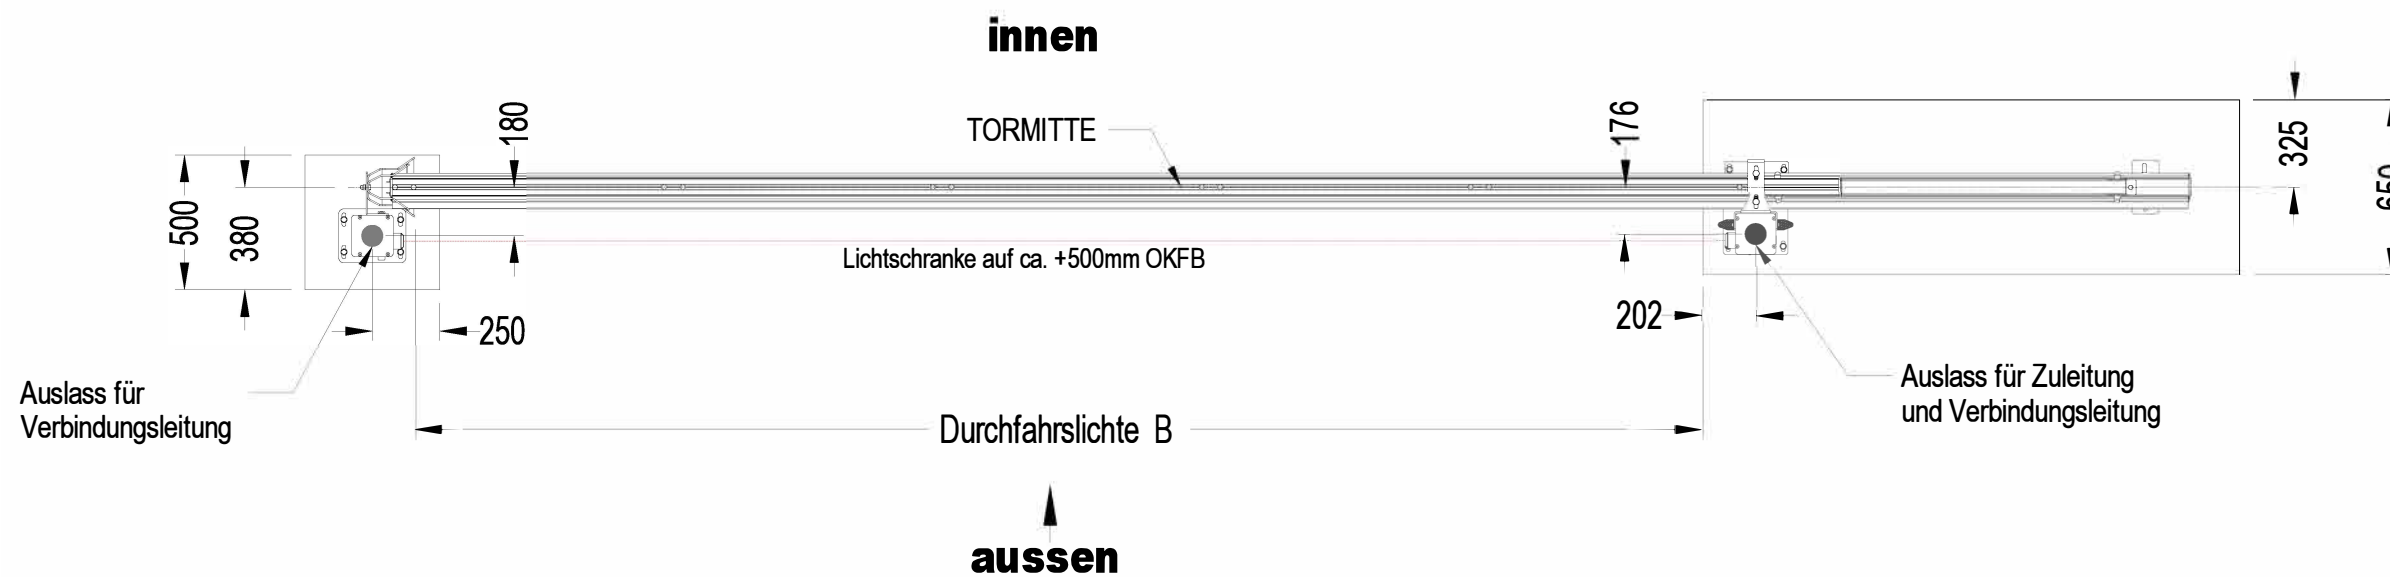 innen
TORMITTE
180
176
325
650
500
380
Lichtschranke auf ca. +500mm OKFB
250
202
Auslass für
Verbindungsleitung
Auslass für Zuleitung
und Verbindungsleitung
Durchfahrslichte B
aussen